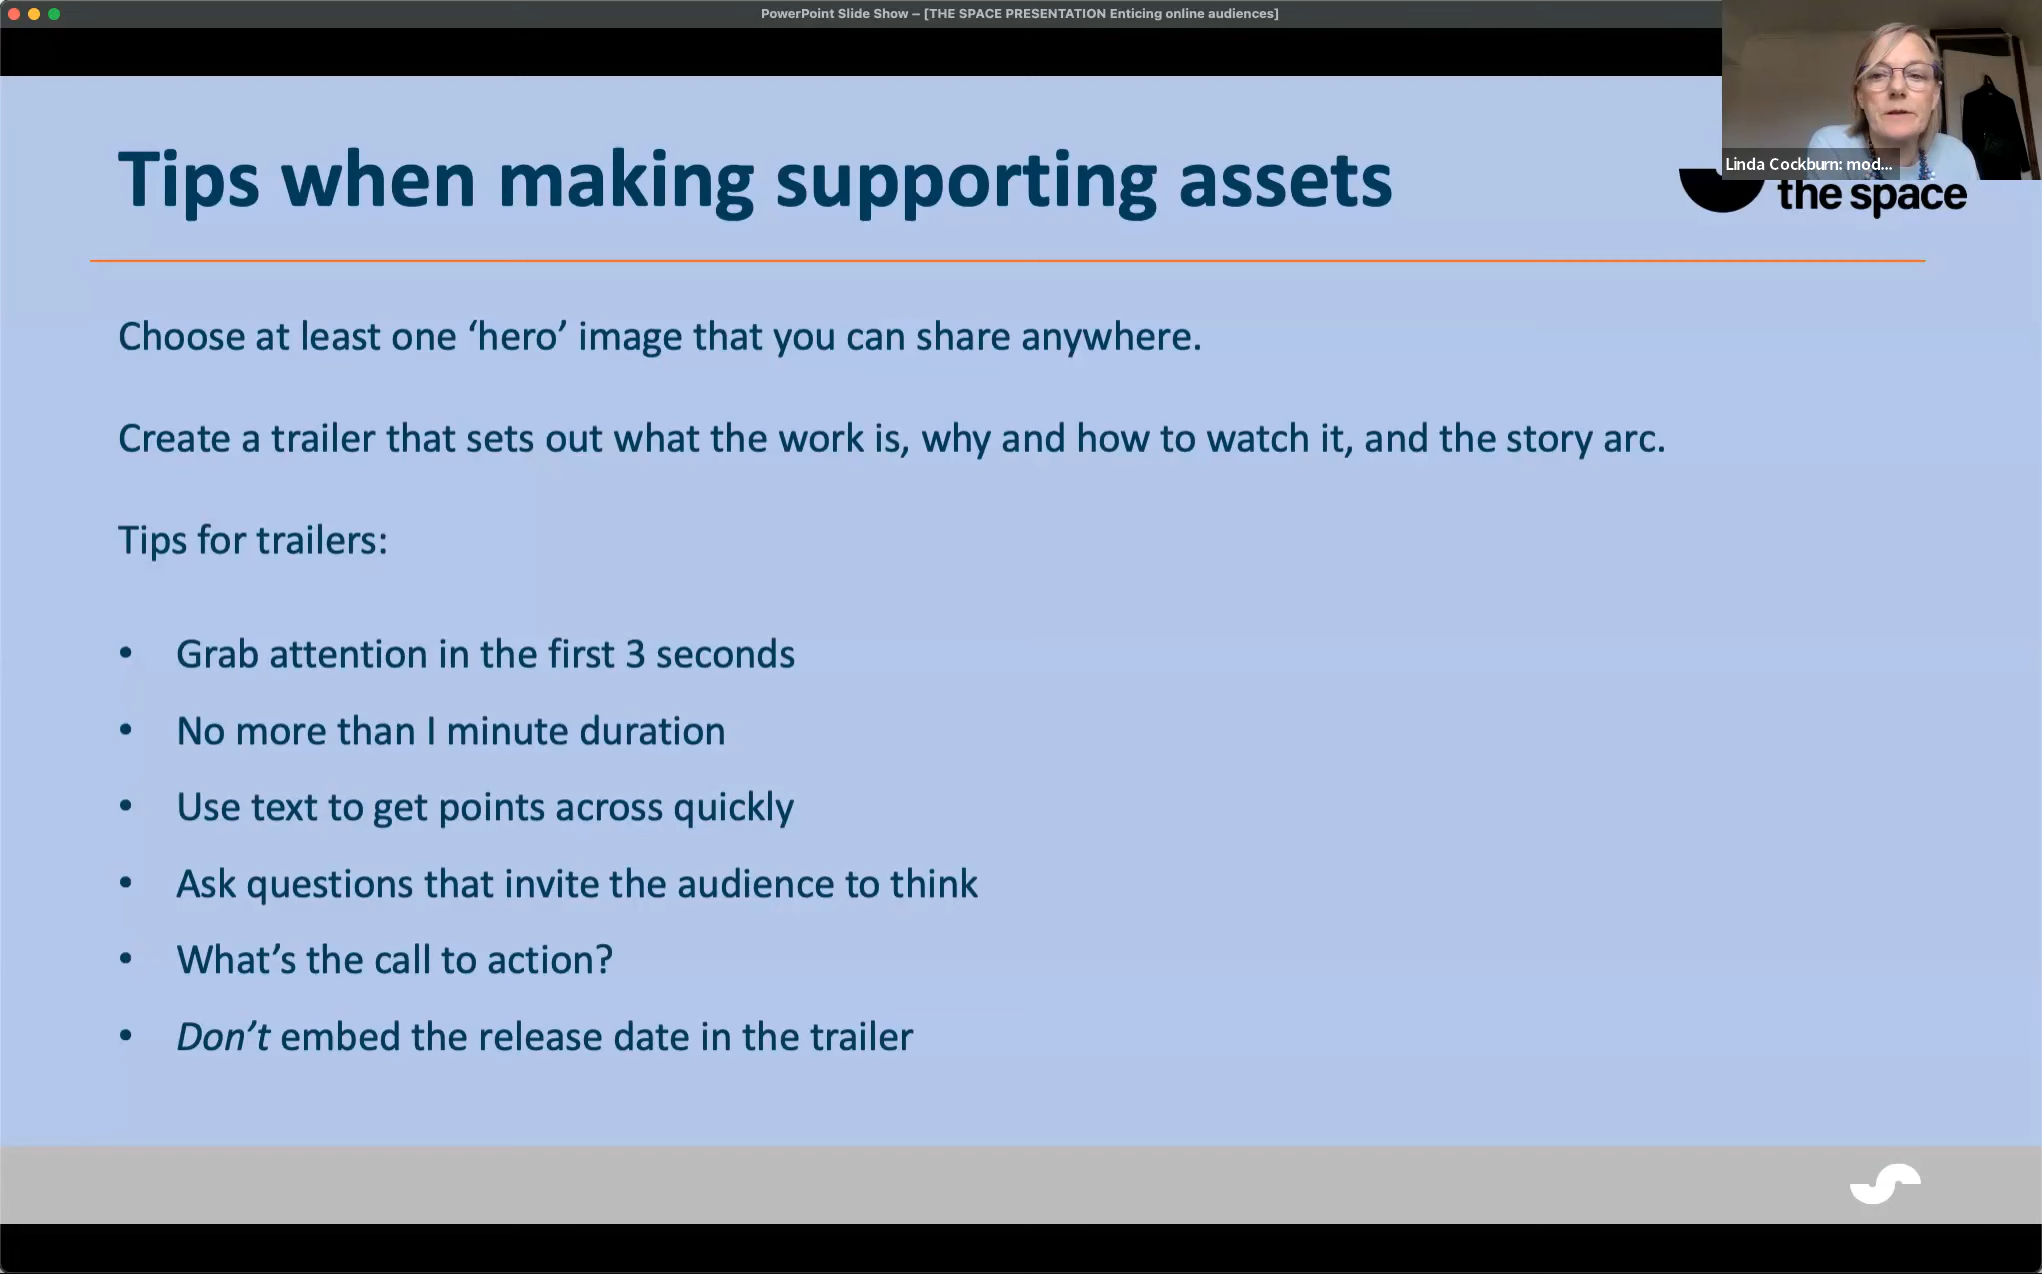 PowerPoint Slide Show – [THE SPACE PRESENTATION Enticing online audiences]
Linda Cockburn: mod...
the space
Tips when making supporting assets
Choose at least one ‘hero’ image that you can share anywhere.
Create a trailer that sets out what the work is, why and how to watch it, and the story arc.
Tips for trailers:
• Grab attention in the first 3 seconds
• No more than I minute duration
• Use text to get points across quickly
• Ask questions that invite the audience to think
• What’s the call to action?
• Don’t embed the release date in the trailer